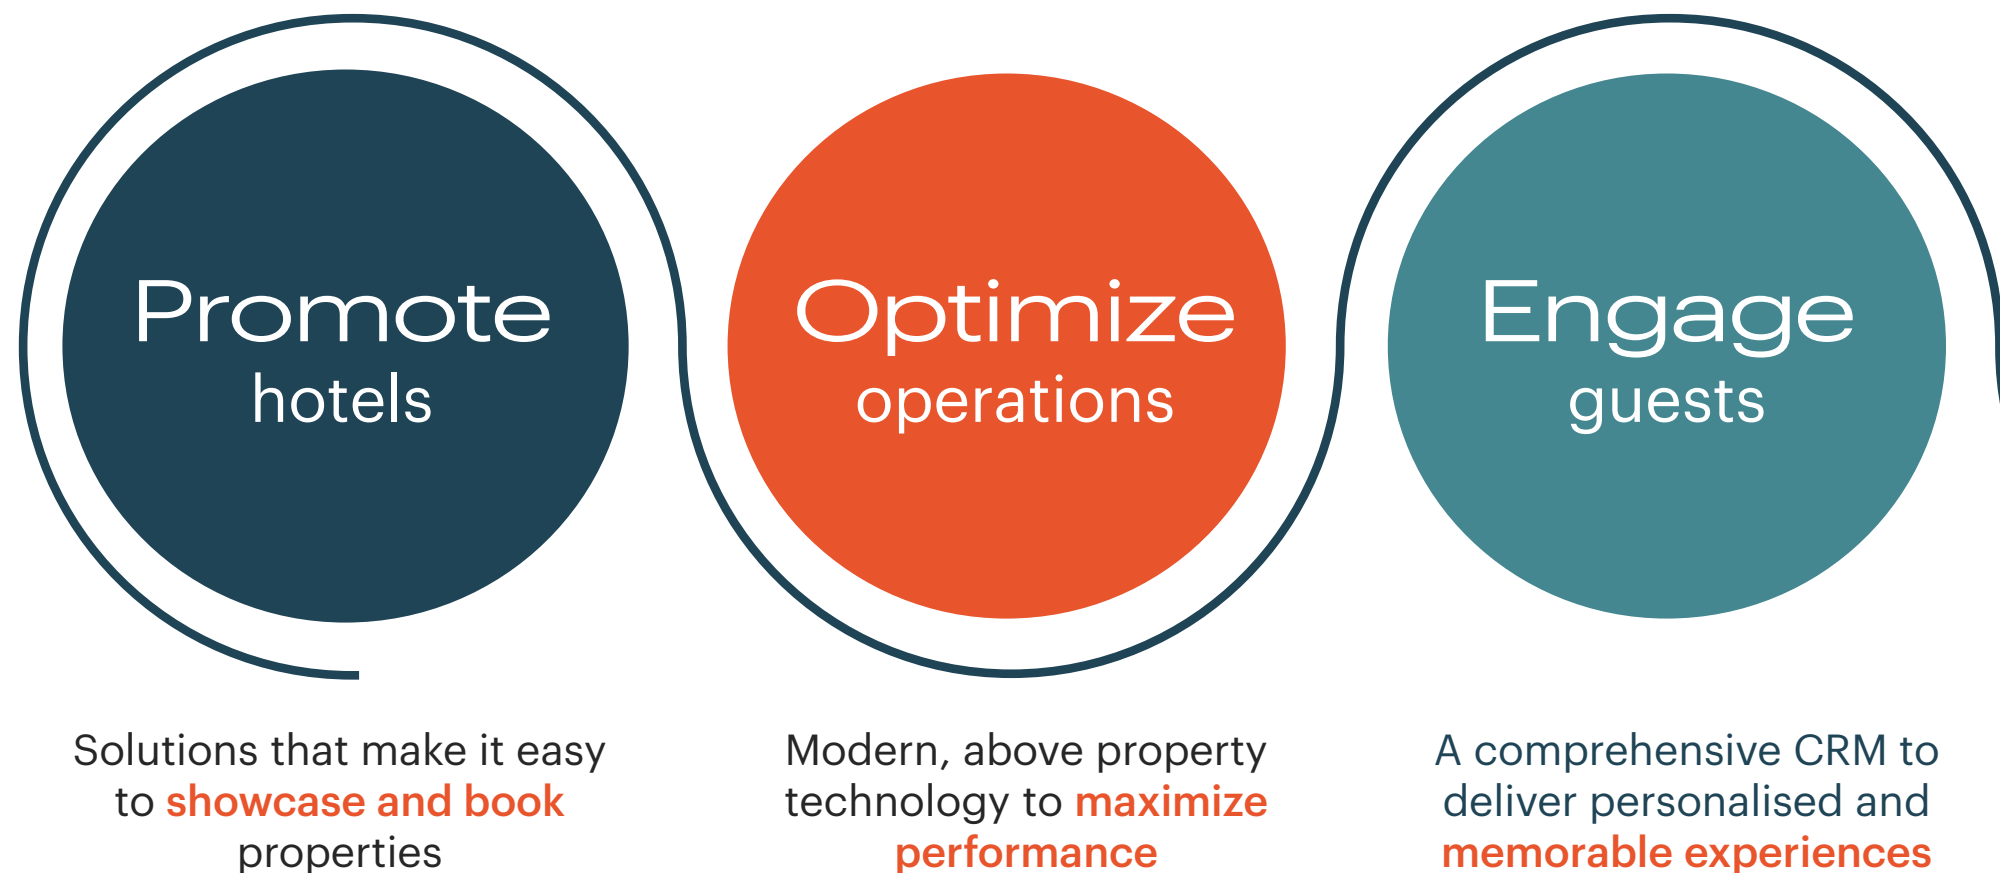 Promote
hotels
Solutions that make it easy
to showcase and book
properties
Optimize
operations
Modern, above property
technology to maximize
performance
Engage
guests
A comprehensive CRM to
deliver personalised and
memorable experiences